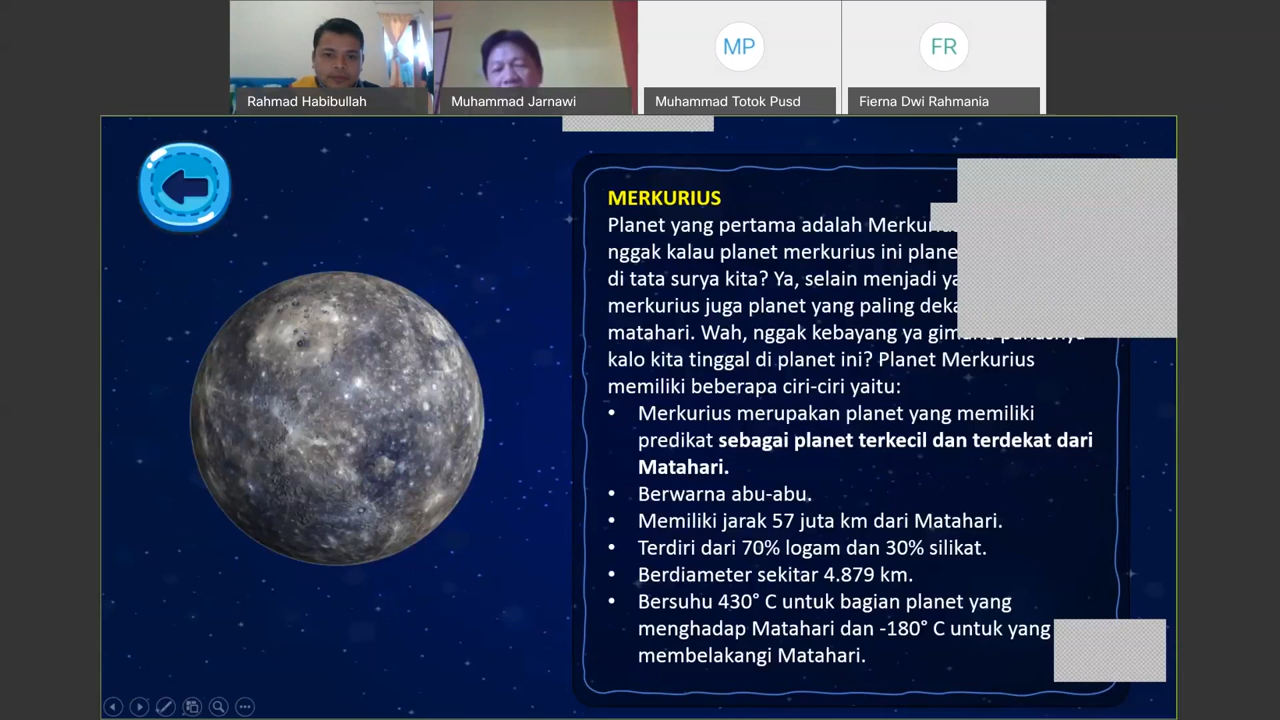 MP
FR
Rahmad Habibullah
Muhammad Jarnawi
Muhammad Totok Pusd
Fierna Dwi Rahmania
MERKURIUS
Planet yang pertama adalah
nggak kalau planet merkurius ini
di tata surya kita? Ya, selain menjadi
merkurius juga planet yang paling
matahari. Wah, nggak kebayang ya
kalo kita tinggal di planet ini? Planet Merkurius
memiliki beberapa ciri-ciri yaitu:
• Merkurius merupakan planet yang memiliki
predikat sebagai planet terkecil dan terdekat dari
Matahari.
• Berwarna abu-abu.
• Memiliki jarak 57 juta km dari Matahari.
• Terdiri dari 70% logam dan 30% silikat.
• Berdiameter sekitar 4.879 km.
• Bersuhu 430° C untuk bagian planet yang
menghadap Matahari dan -180° C untuk yang
membelakangi Matahari.